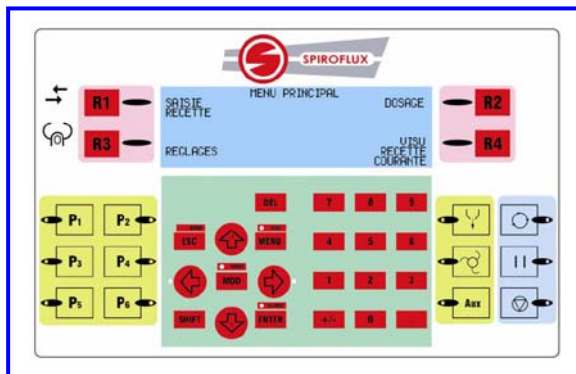 SPIROFLUX
MENU PRINCIPAL
R1
SAISIE
RECETTE
DOSAGE
R2
R3
REGLAGES
VISU
RECETTE
COURANTE
R4
DEL
7 8 9
P1 P2
ESC MENU
4 5 6
P3 P4
MOD
1 2 3
P5 P6
SHIFT ENTER
+/- 0 .
Aux